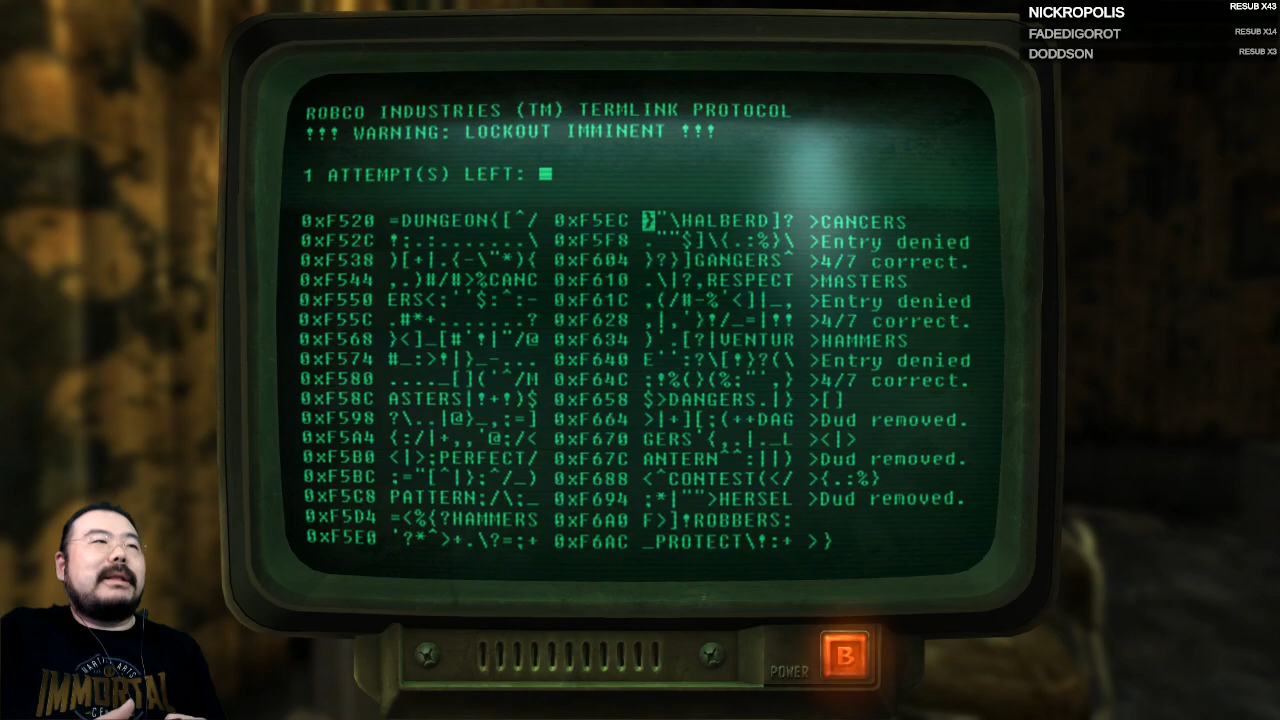 NICKROPOLIS RESUB X43
FADEDIGOROT RESUB X14
DODDSON RESUB X3
ROBCO INDUSTRIES (TM) TERMLINK PROTOCOL
!!! WARNING: LOCKOUT IMMINENT !!!
1 ATTEMPT(S) LEFT:
0xF520 =DUNGEON{[^/ 0xF5EC }"\HALBERD]? >CANCERS
0xF52C !;.:.......\ 0xF5F8 .""$]\{.:%}\ >Entry denied
0xF538 )[+|.{-\"*){ 0xF604 }?}]GANGERS^ >4/7 correct.
0xF544 ,.)#/#>%CANC 0xF610 .\|?,RESPECT >MASTERS
0xF550 ERS<;''$:^:- 0xF61C ,(/#-%'<]|_, >Entry denied
0xF55C .#*+.......? 0xF628 ,|,'}!/_=|!! >4/7 correct.
0xF568 }<]_[#'!|"/@ 0xF634 )'.[?|VENTUR >HAMMERS
0xF574 #_:>!|}_-... 0xF640 E'':?\[!}?(\ >Entry denied
0xF580 ...._[]('^/M 0xF64C ;!%(}(%;"',} >4/7 correct.
0xF58C ASTERS|!+!)$ 0xF658 $>DANGERS.|} >[]
0xF598 ?\..|@}_,;=] 0xF664 >|+][;(++DAG >Dud removed.
0xF5A4 {:/|+,,'@;/< 0xF670 GERS'{,.|._L ><|>
0xF5B0 <|>;PERFECT/ 0xF67C ANTERN^^:||) >Dud removed.
0xF5BC ;="[^|};^/_) 0xF688 <^CONTEST(</ >{.:%}
0xF5C8 PATTERN;/\;_ 0xF694 ;*|"">HERSEL >Dud removed.
0xF5D4 =<%{?HAMMERS 0xF6A0 F>]!ROBBERS:
0xF5E0 '?*^>+.\?=;+ 0xF6AC _PROTECT\!:+ >}
POWER
B
MARTIAL ARTS
IMMORTAL